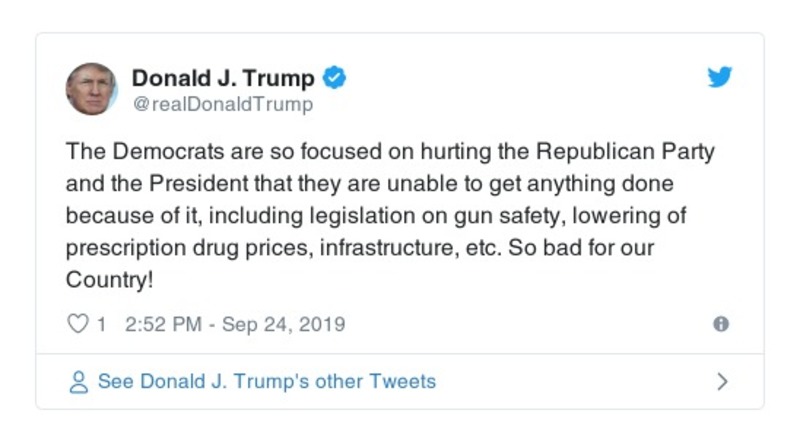 Donald J. Trump
@realDonaldTrump
The Democrats are so focused on hurting the Republican Party
and the President that they are unable to get anything done
because of it, including legislation on gun safety, lowering of
prescription drug prices, infrastructure, etc. So bad for our
Country!
1 2:52 PM - Sep 24, 2019
See Donald J. Trump's other Tweets